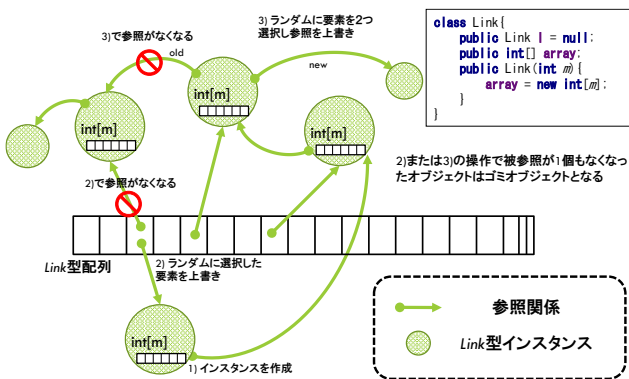 3)で参照がなくなる
old
3) ランダムに要素を2つ
選択し参照を上書き
new
class Link{
public Link l = null;
public int[] array;
public Link(int m){
array = new int[m];
}
}
int[m]
int[m]
int[m]
2)で参照がなくなる
2)または3)の操作で被参照が1個もなくなっ
たオブジェクトはゴミオブジェクトとなる
Link型配列
2) ランダムに選択した
要素を上書き
int[m]
1) インスタンスを作成
参照関係
Link型インスタンス